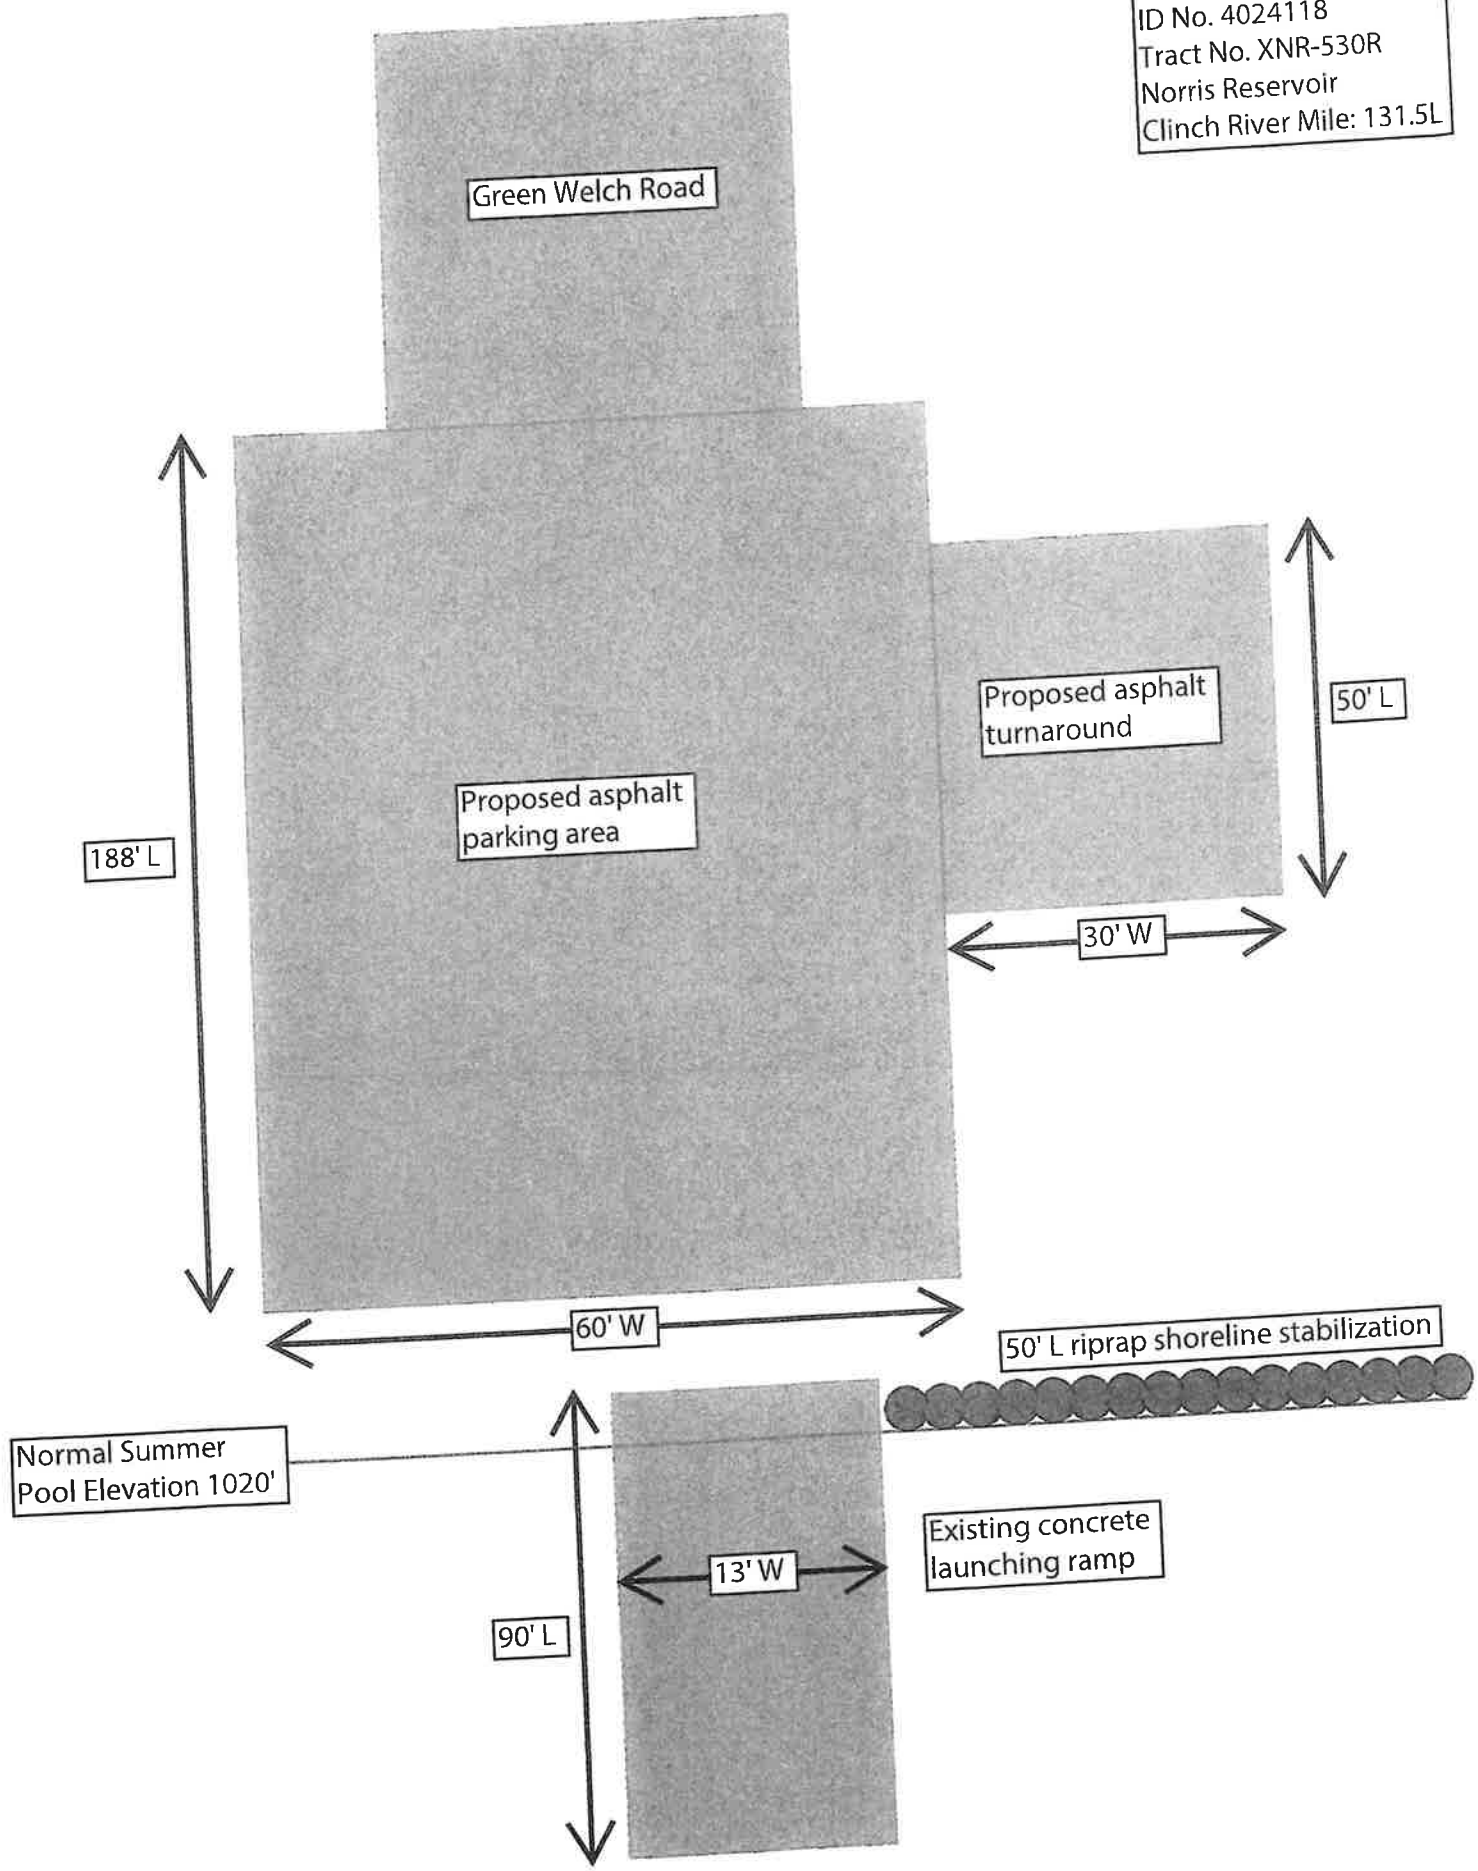 ID No. 4024118
Tract No. XNR-530R
Norris Reservoir
Clinch River Mile: 131.5L
Green Welch Road
Proposed asphalt
turnaround
50' L
Proposed asphalt
parking area
188' L
30' W
60' W
50' L riprap shoreline stabilization
Normal Summer
Pool Elevation 1020'
Existing concrete
launching ramp
13' W
90' L